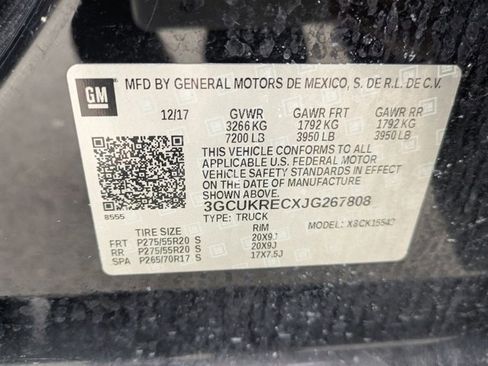 GM
MFD BY GENERAL MOTORS DE MEXICO, S. DE R.L. DE C.V.
12/17 GVWR GAWR FRT GAWR RR
3266 KG 1792 KG 1792 KG
7200 LB 3950 LB 3950 LB
THIS VEHICLE CONFORMS TO ALL
APPLICABLE U.S. FEDERAL MOTOR
VEHICLE SAFETY STANDARDS IN
EFFECT ON THE DATE OF MANUFACTURE
SHOWN ABOVE.
3GCUKRECXJG267808
8555
TYPE: TRUCK MODEL:
TIRE SIZE RIM
FRT P275/55R20 S 20X9J
RR P275/55R20 S 20X9J
SPA P265/70R17 S 17X7.5J